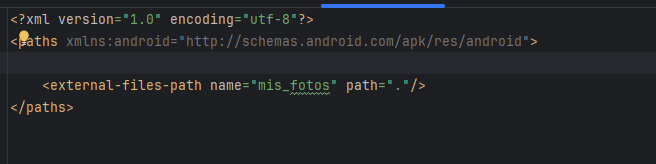 <?xml version="1.0" encoding="utf-8"?>
<paths xmlns:android="http://schemas.android.com/apk/res/android">
<external-files-path name="mis_fotos" path="."/>
</paths>